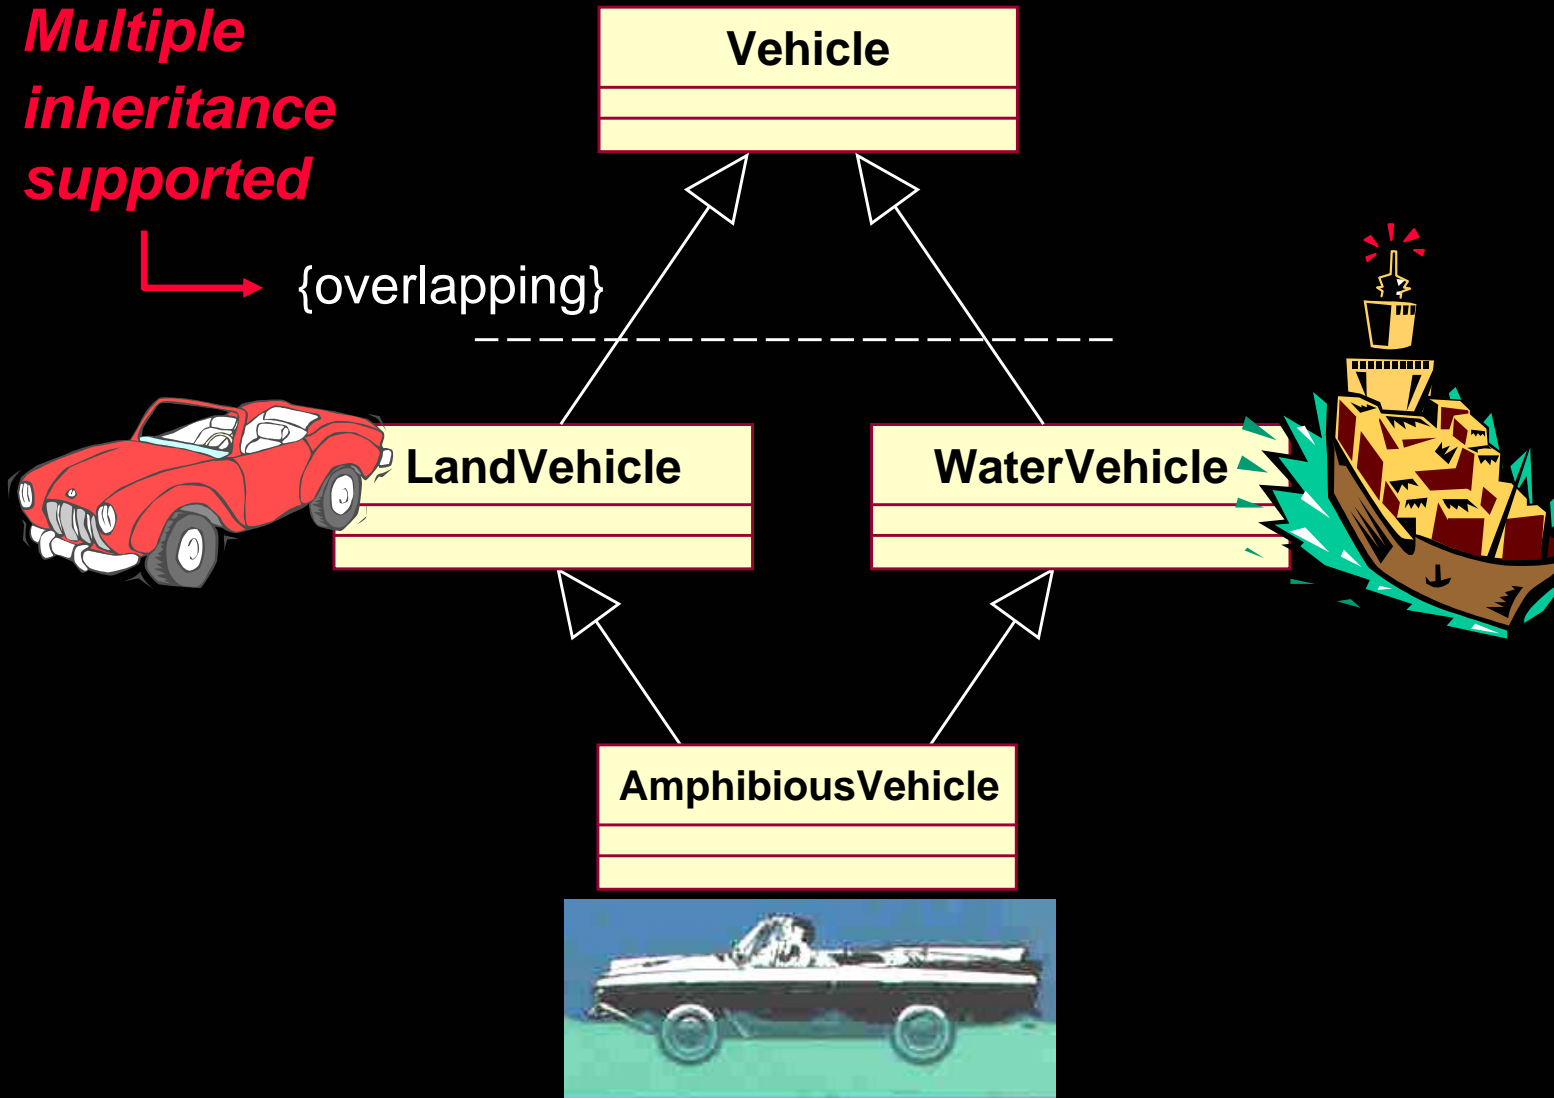 Multiple
inheritance
supported
Vehicle
{overlapping}
LandVehicle
WaterVehicle
AmphibiousVehicle